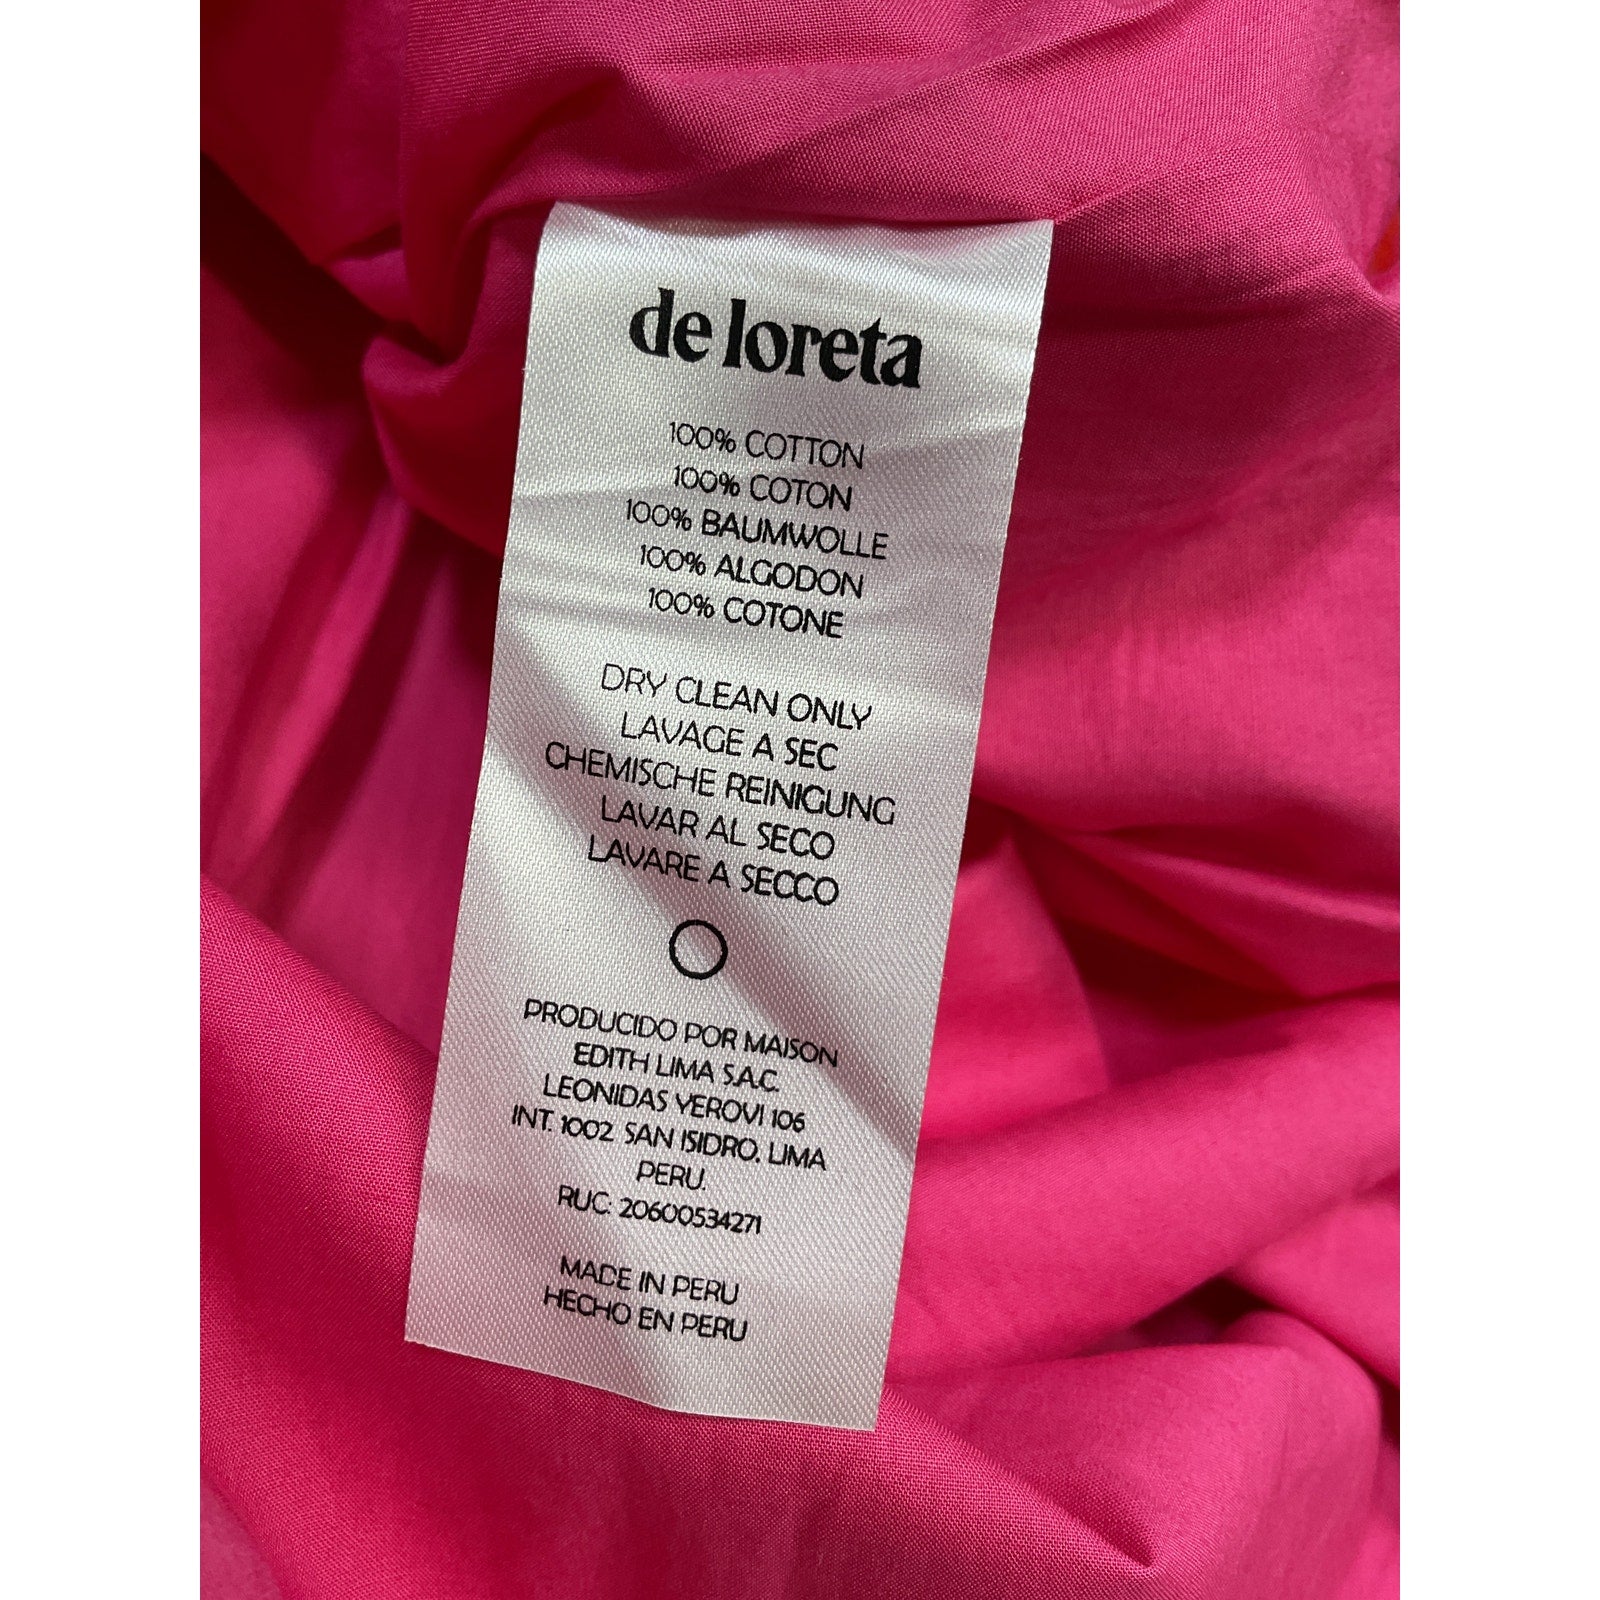 de loreta
100% COTTON
100% COTON
100% BAUMWOLLE
100% ALGODON
100% COTONE
DRY CLEAN ONLY
LAVAGE A SEC
CHEMISCHE REINIGUNG
LAVAR AL SECO
LAVARE A SECCO
PRODUCIDO POR MAISON
EDITH LIMA S.A.C.
LEONIDAS YEROVI 106
INT. 1002 SAN ISIDRO. LIMA
PERU.
RUC: 20600534271
MADE IN PERU
HECHO EN PERU